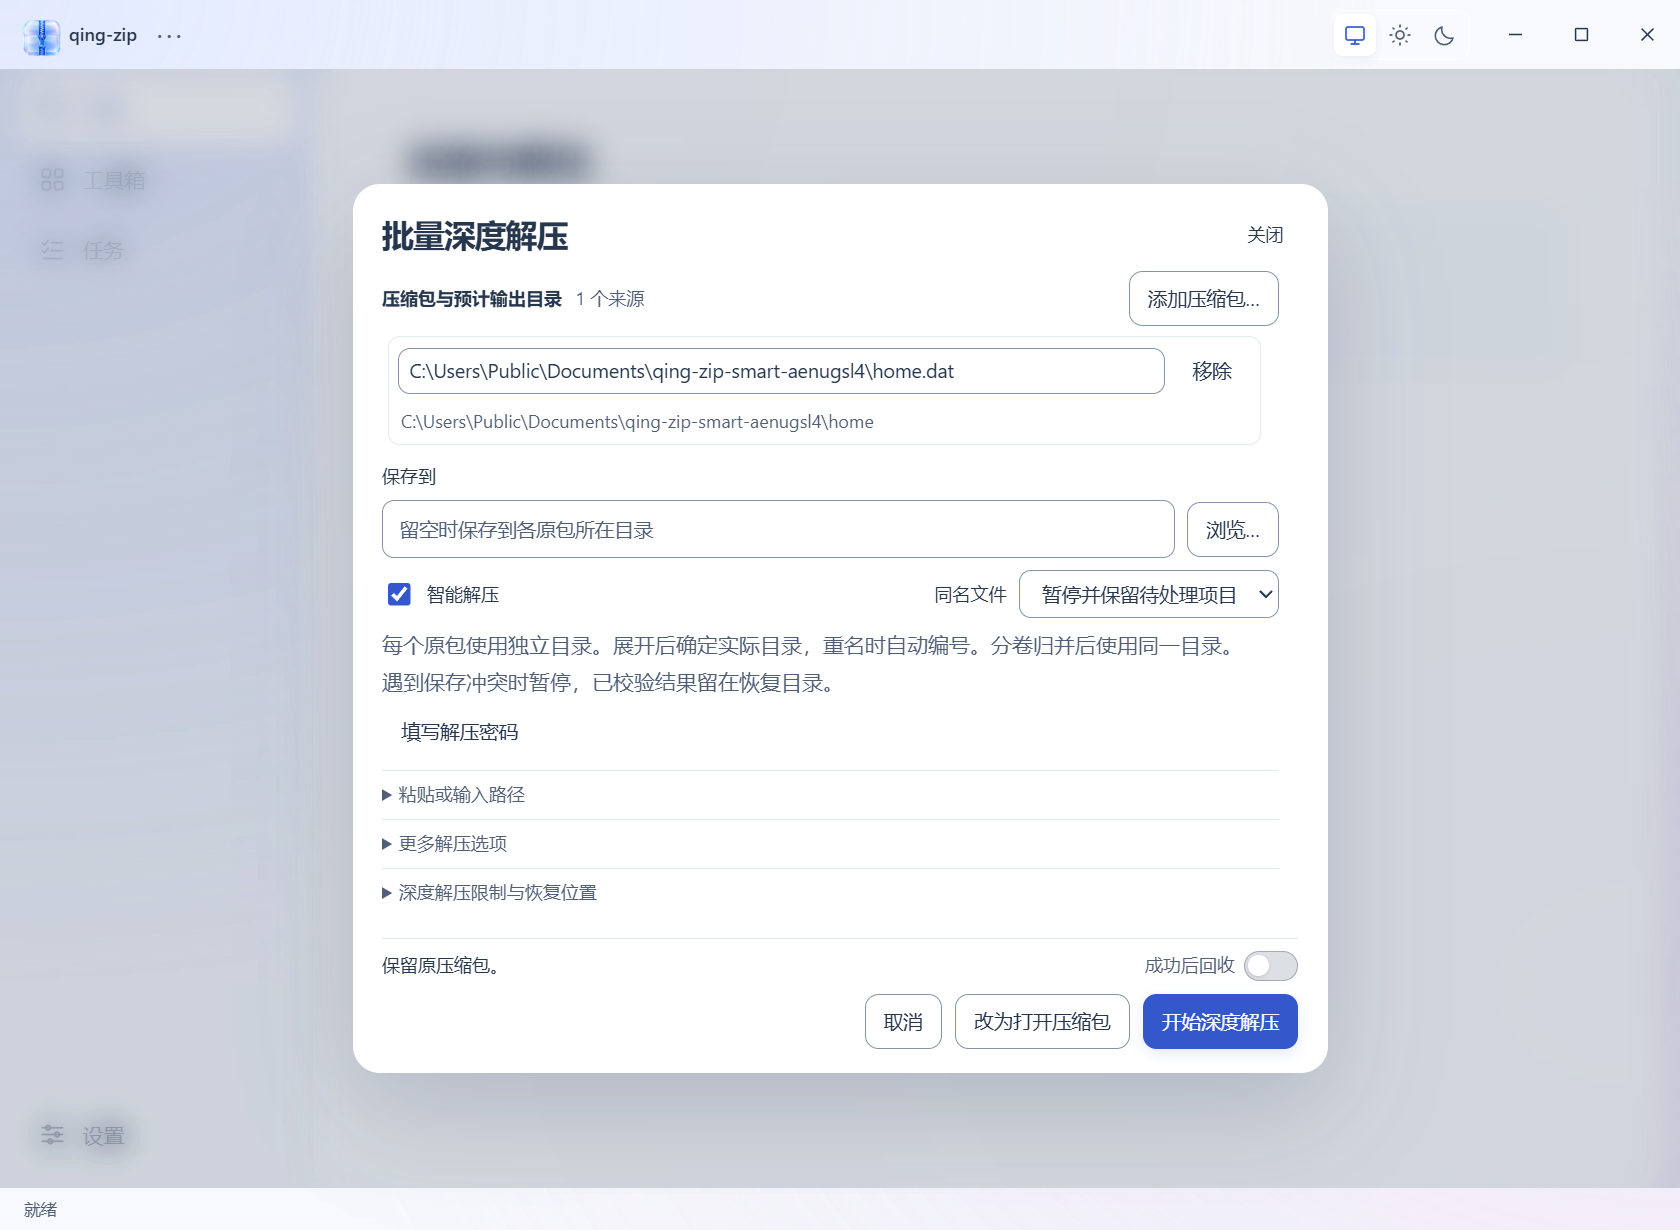 qing-zip ···
工具箱
任务
批量深度解压
关闭
压缩包与预计输出目录 1 个来源
添加压缩包...
C:\Users\Public\Documents\qing-zip-smart-aenugsl4\home.dat
移除
C:\Users\Public\Documents\qing-zip-smart-aenugsl4\home
保存到
留空时保存到各原包所在目录
浏览...
智能解压
同名文件
暂停并保留待处理项目
每个原包使用独立目录。展开后确定实际目录，重名时自动编号。分卷归并后使用同一目录。
遇到保存冲突时暂停，已校验结果留在恢复目录。
填写解压密码
粘贴或输入路径
更多解压选项
深度解压限制与恢复位置
保留原压缩包。
成功后回收
取消
改为打开压缩包
开始深度解压
设置
就绪